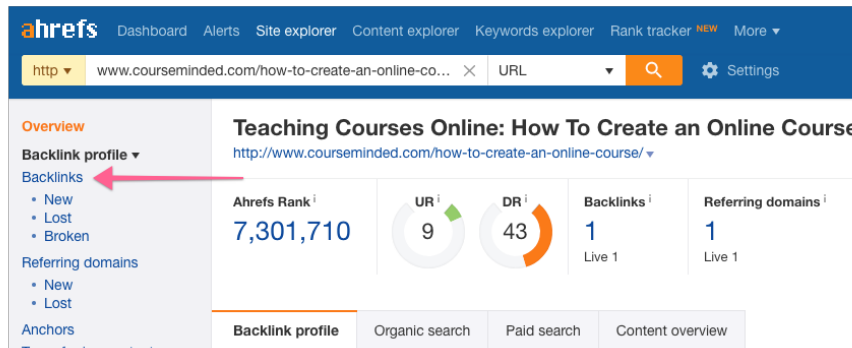 ahrefs Dashboard Alerts Site explorer Content explorer Keywords explorer Rank tracker NEW More ▾
http ▾ www.courseminded.com/how-to-create-an-online-co... × URL ▾ Settings
Overview
Backlink profile ▾
Backlinks
• New
• Lost
• Broken
Referring domains
• New
• Lost
Anchors
Teaching Courses Online: How To Create an Online Course
http://www.courseminded.com/how-to-create-an-online-course/ ▾
Ahrefs Rank i
7,301,710
UR i
9
DR i
43
Backlinks i
1
Live 1
Referring domains i
1
Live 1
Backlink profile Organic search Paid search Content overview